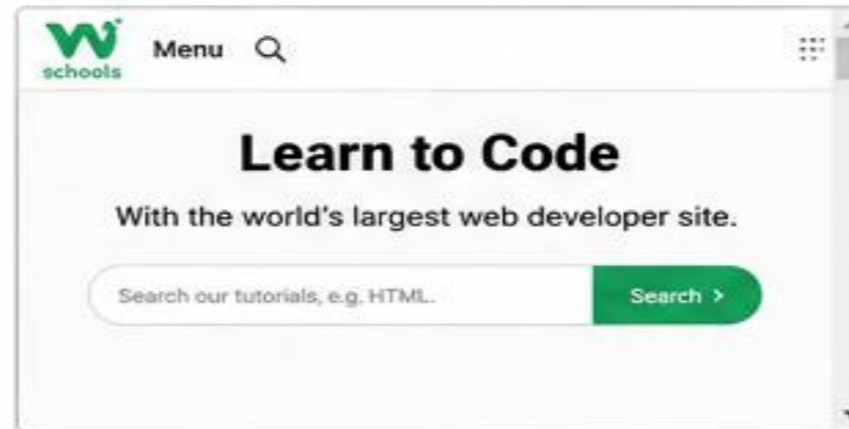 W
schools
Menu
Learn to Code
With the world's largest web developer site.
Search our tutorials, e.g. HTML.
Search >